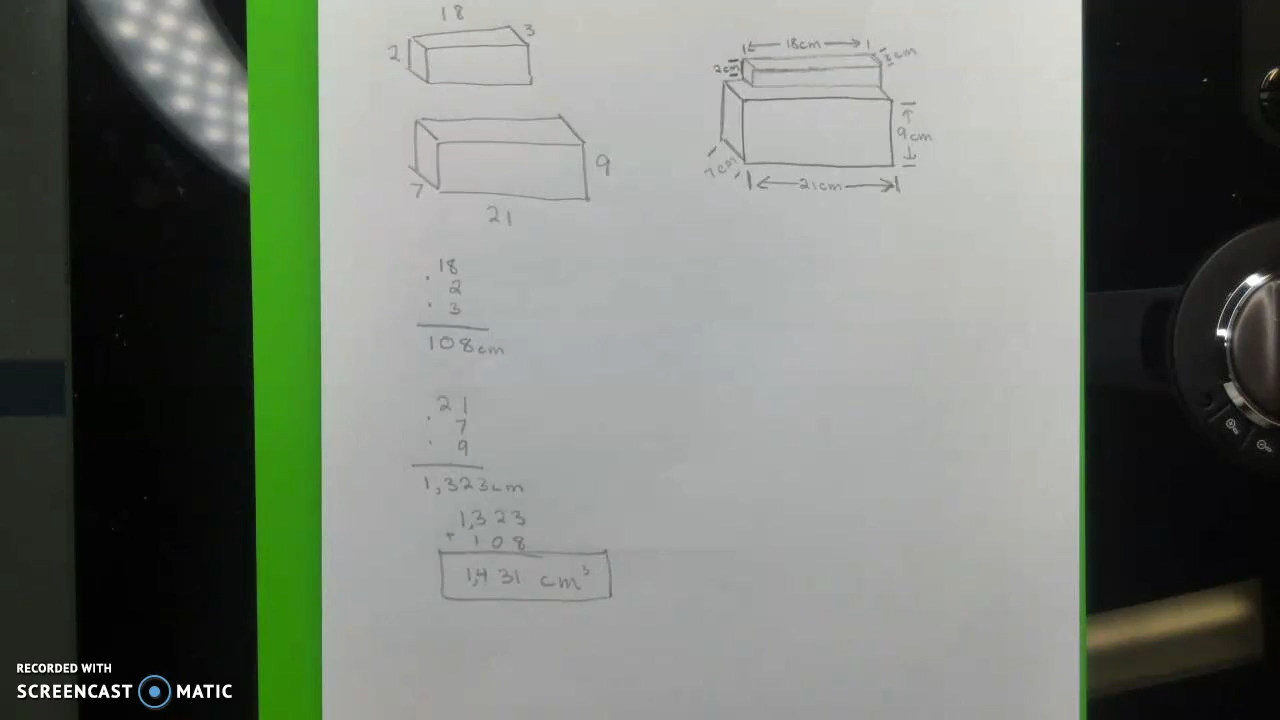 18
3
2
9
7
21
18
. 2
. 3
108cm
21
. 7
. 9
1,323cm
1,323
+ 108
1,431 cm³
18cm
3cm
2cm
9cm
7cm
21cm
RECORDED WITH
SCREENCAST MATIC